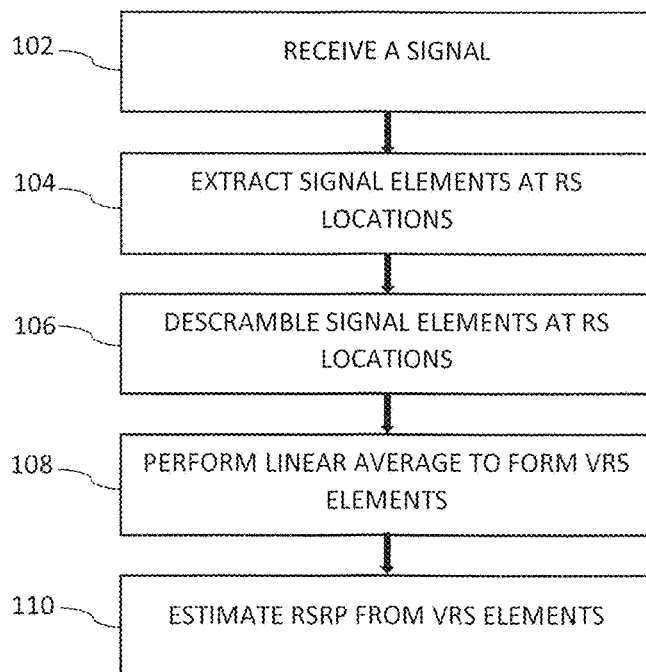 102
RECEIVE A SIGNAL
104
EXTRACT SIGNAL ELEMENTS AT RS
LOCATIONS
106
DESCRAMBLE SIGNAL ELEMENTS AT RS
LOCATIONS
108
PERFORM LINEAR AVERAGE TO FORM VRS
ELEMENTS
110
ESTIMATE RSRP FROM VRS ELEMENTS